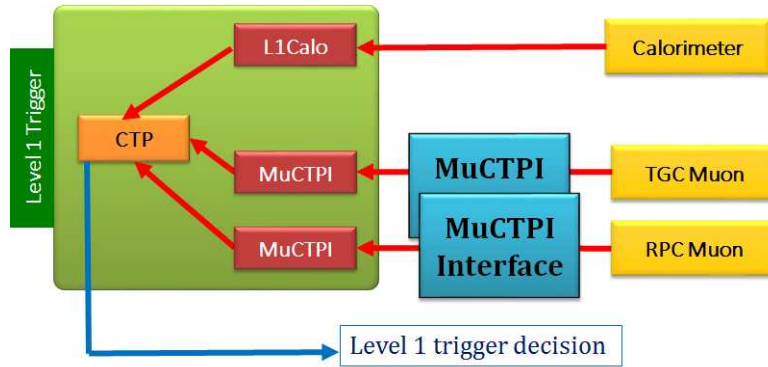 L1Calo
Calorimeter
Level 1 Trigger
CTP
MuCTPI
MuCTPI
TGC Muon
MuCTPI
MuCTPI
Interface
RPC Muon
Level 1 trigger decision